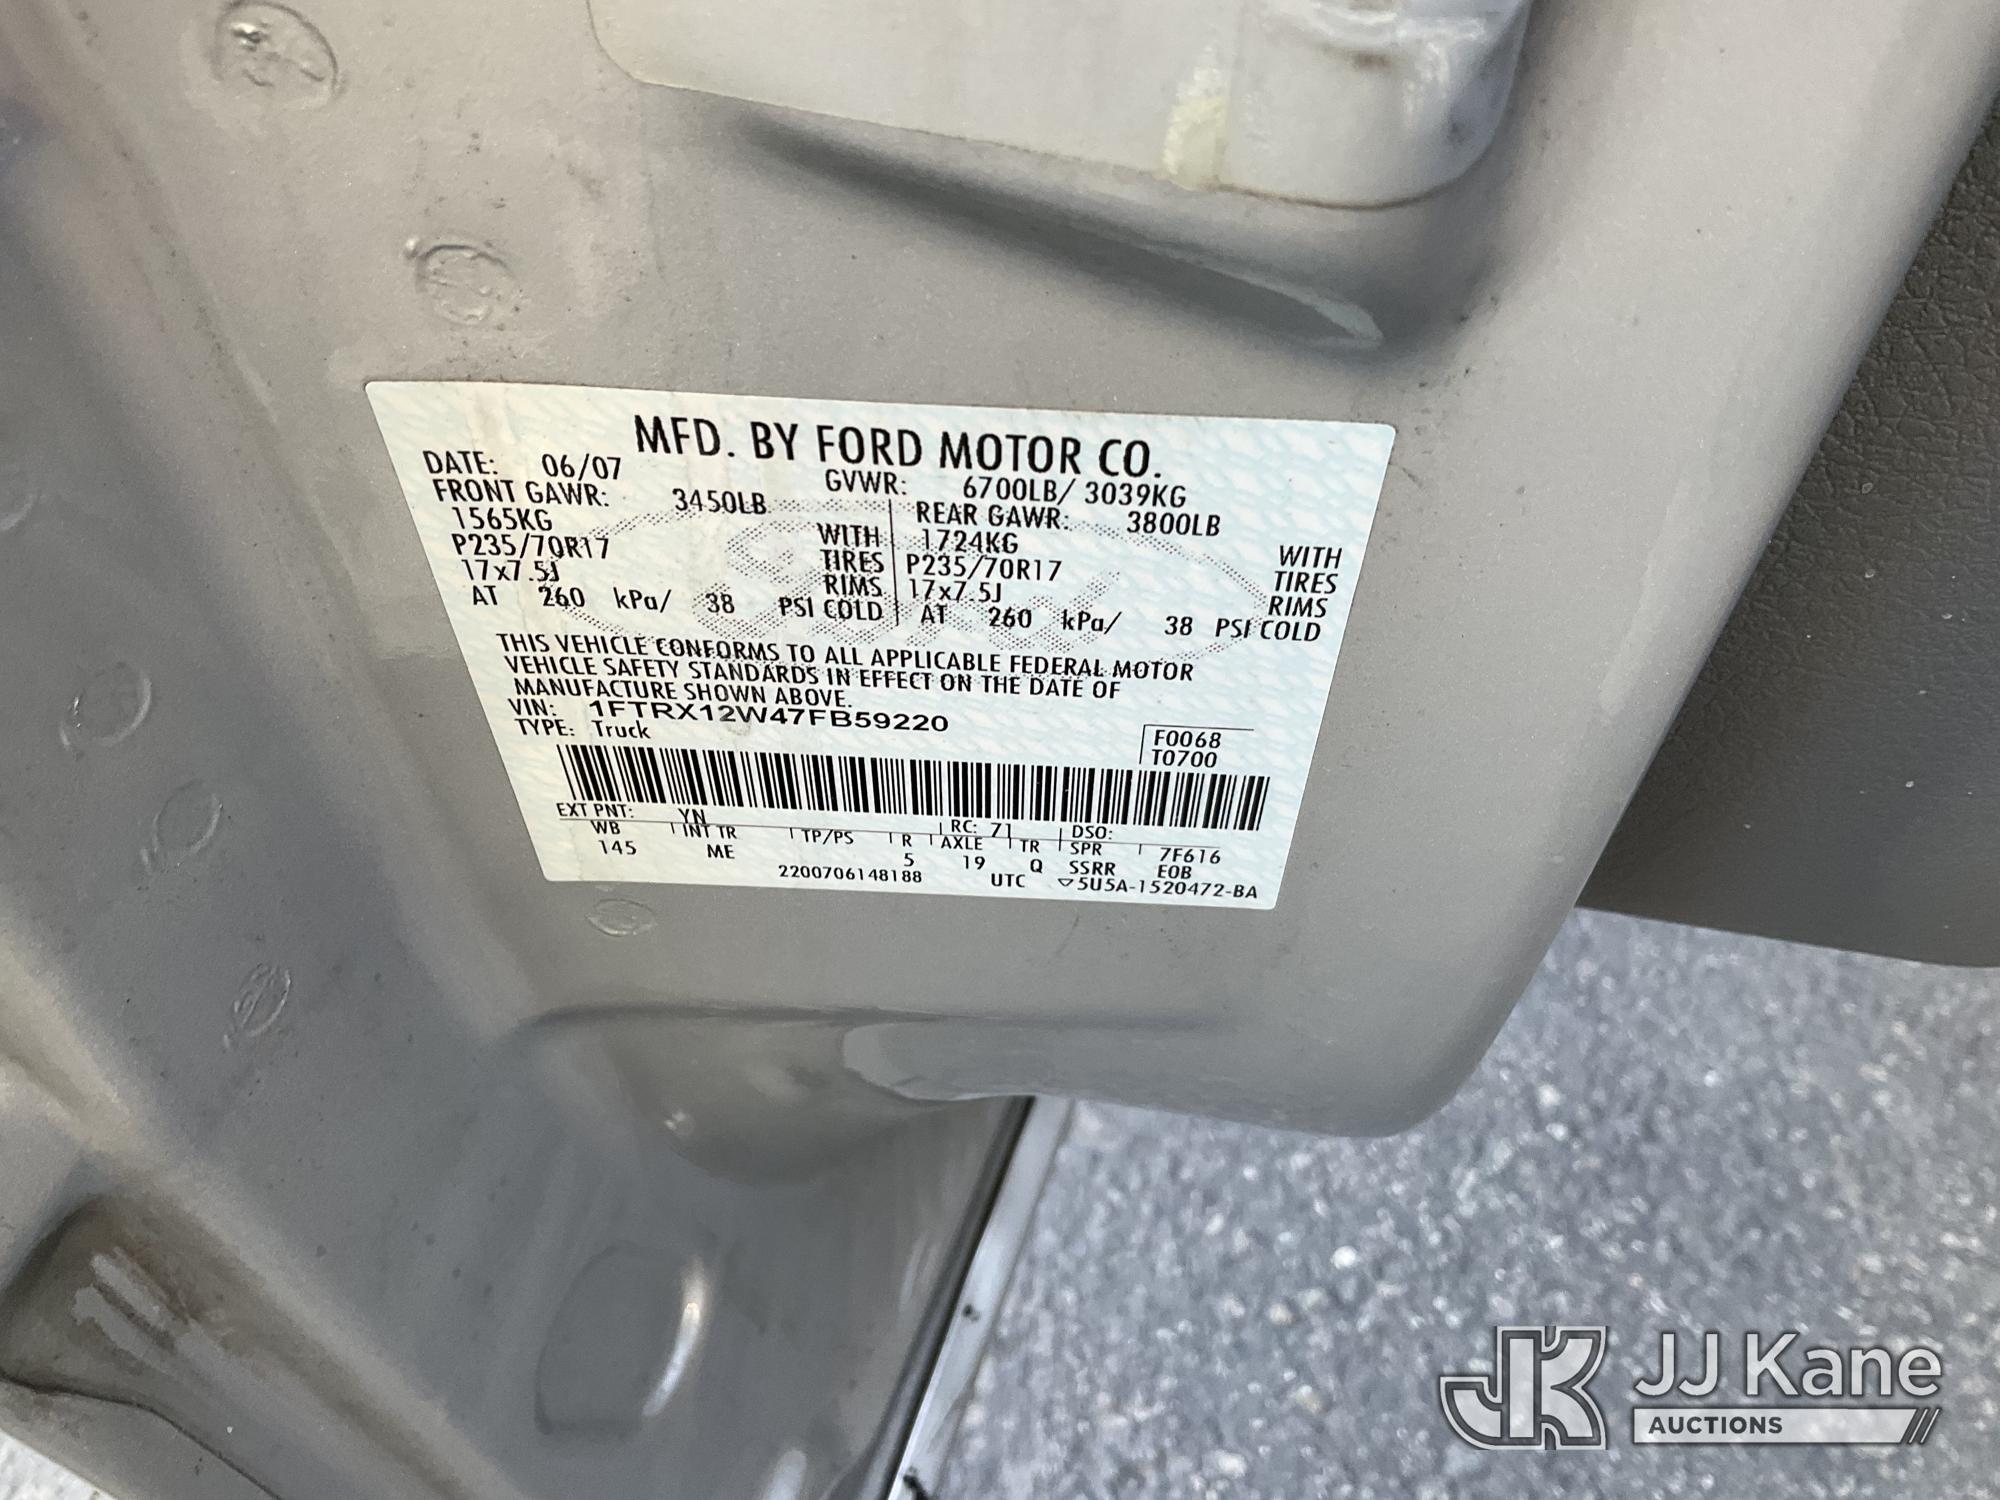 MFD. BY FORD MOTOR CO.
DATE: 06/07 GVWR: 6700LB/ 3039KG
FRONT GAWR: 3450LB REAR GAWR: 3800LB
1565KG WITH 1724KG WITH
P235/70R17 TIRES P235/70R17 TIRES
17x7.5J RIMS 17x7.5J RIMS
AT 260 kPa/ 38 PSI COLD AT 260 kPa/ 38 PSI COLD
THIS VEHICLE CONFORMS TO ALL APPLICABLE FEDERAL MOTOR
VEHICLE SAFETY STANDARDS IN EFFECT ON THE DATE OF
MANUFACTURE SHOWN ABOVE.
VIN: 1FTRX12W47FB59220
TYPE: Truck
F0068
T0700
EXT PNT: YN RC: 71 DSO:
WB INT TR TP/PS R AXLE TR SPR 7F616
145 ME 5 19 Q SSRR EOB
2200706148188 UTC ▽5U5A-1520472-BA
Ford
JK JJ Kane
AUCTIONS